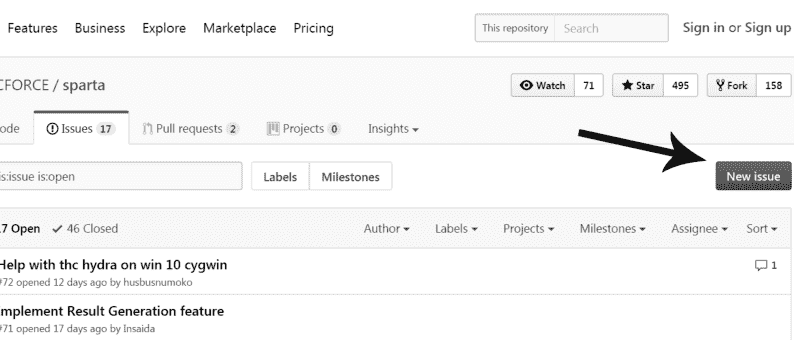 Features Business Explore Marketplace Pricing This repository Search Sign in or Sign up
CFORCE / sparta Watch 71 Star 495 Fork 158
ode Issues 17 Pull requests 2 Projects 0 Insights
is:issue is:open Labels Milestones New issue
17 Open 46 Closed Author Labels Projects Milestones Assignee Sort
Help with thc hydra on win 10 cygwin 1
#72 opened 12 days ago by husbusnumoko
Implement Result Generation feature
#71 opened 17 days ago by Insaida